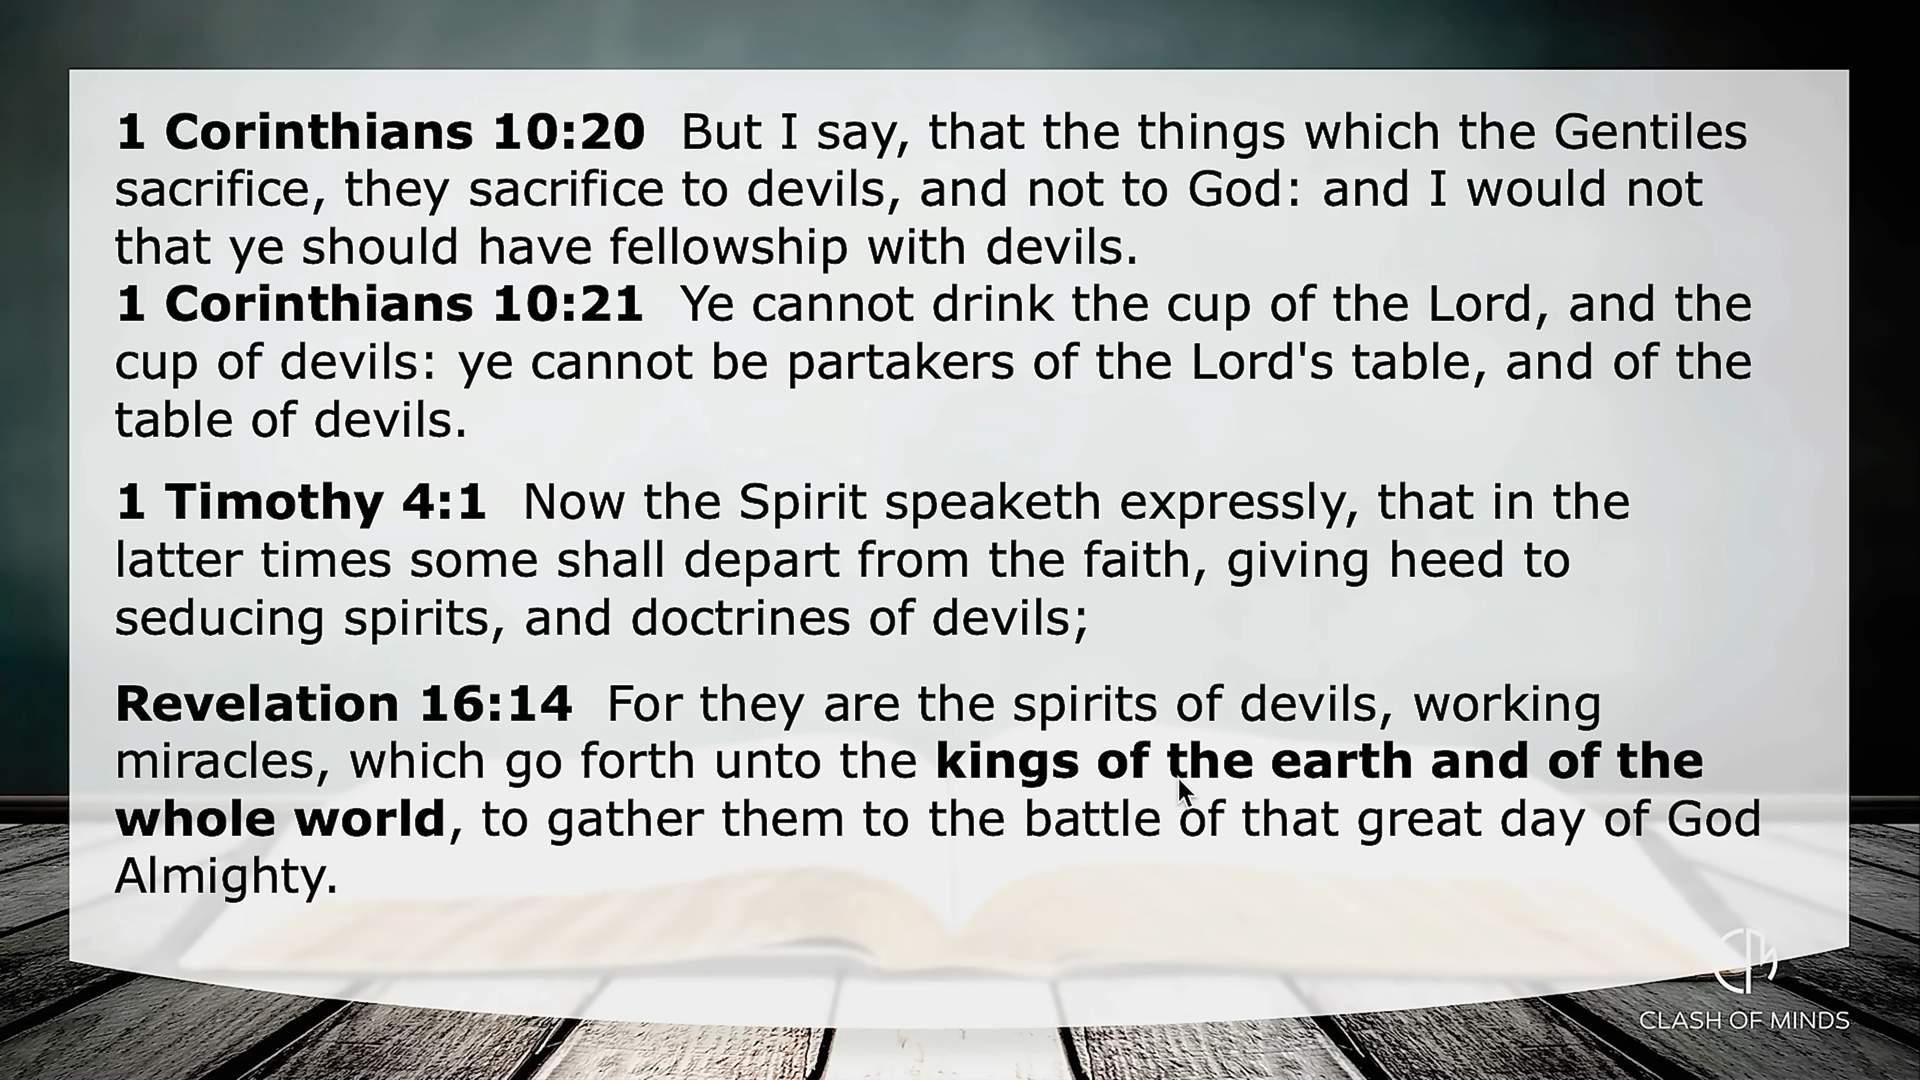 1 Corinthians 10:20 But I say, that the things which the Gentiles
sacrifice, they sacrifice to devils, and not to God: and I would not
that ye should have fellowship with devils.
1 Corinthians 10:21 Ye cannot drink the cup of the Lord, and the
cup of devils: ye cannot be partakers of the Lord's table, and of the
table of devils.
1 Timothy 4:1 Now the Spirit speaketh expressly, that in the
latter times some shall depart from the faith, giving heed to
seducing spirits, and doctrines of devils;
Revelation 16:14 For they are the spirits of devils, working
miracles, which go forth unto the kings of the earth and of the
whole world, to gather them to the battle of that great day of God
Almighty.
CLASH OF MINDS